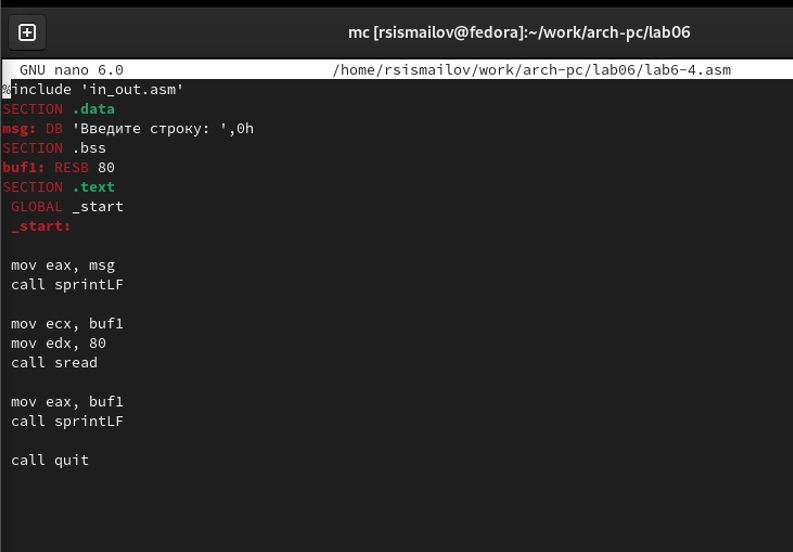 mc [rsismailov@fedora]:~/work/arch-pc/lab06
GNU nano 6.0 /home/rsismailov/work/arch-pc/lab06/lab6-4.asm
%include 'in_out.asm'
SECTION .data
msg: DB 'Введите строку: ',0h
SECTION .bss
buf1: RESB 80
SECTION .text
GLOBAL _start
_start:
mov eax, msg
call sprintLF
mov ecx, buf1
mov edx, 80
call sread
mov eax, buf1
call sprintLF
call quit